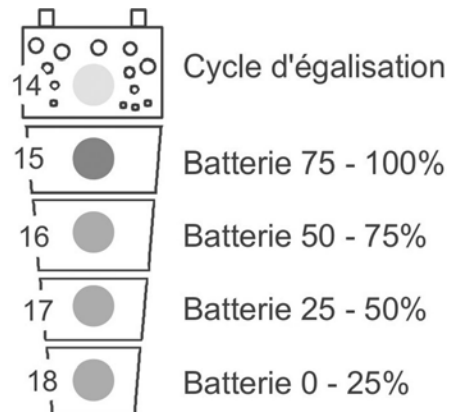 14 Cycle d'égalisation
15 Batterie 75 - 100%
16 Batterie 50 - 75%
17 Batterie 25 - 50%
18 Batterie 0 - 25%